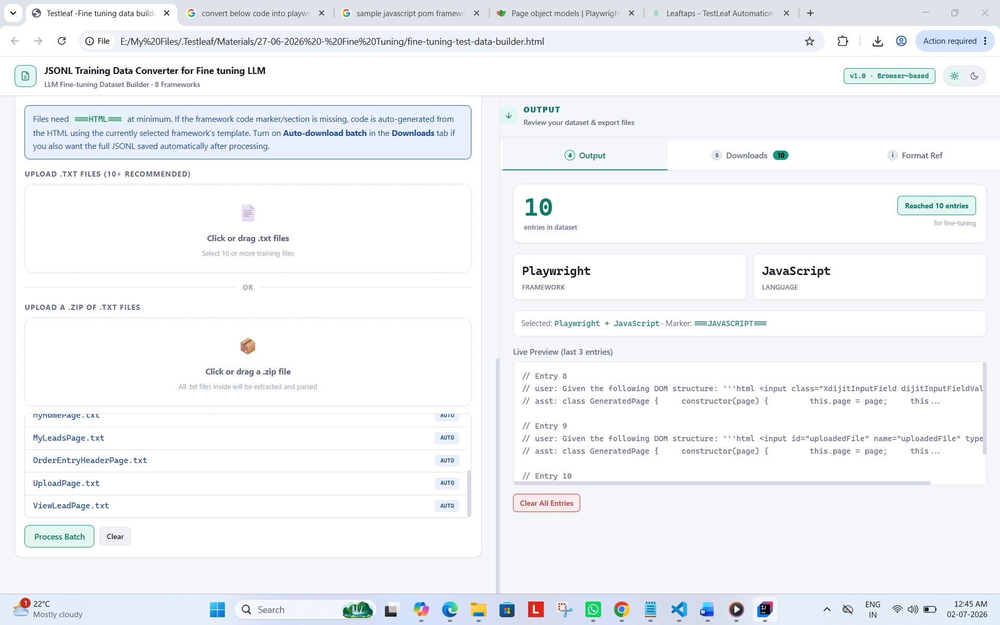 Testleaf -Fine tuning data builde
convert below code into playwr
sample javascript pom framewo
Page object models | Playwright
Leaftaps - TestLeaf Automation
File
E:/My%20Files/.Testleaf/Materials/27-06-2026%20-%20Fine%20Tuning/fine-tuning-test-data-builder.html
Action required
JSONL Training Data Converter for Fine tuning LLM
LLM Fine-tuning Dataset Builder · 8 Frameworks
v1.0 · Browser-based
Files need ===HTML=== at minimum. If the framework code marker/section is missing, code is auto-generated from
the HTML using the currently selected framework's template. Turn on Auto-download batch in the Downloads tab if
you also want the full JSONL saved automatically after processing.
UPLOAD .TXT FILES (10+ RECOMMENDED)
Click or drag .txt files
Select 10 or more training files
OR
UPLOAD A .ZIP OF .TXT FILES
Click or drag a .zip file
All .txt files inside will be extracted and parsed
MyHomePage.txt AUTO
MyLeadsPage.txt AUTO
OrderEntryHeaderPage.txt AUTO
UploadPage.txt AUTO
ViewLeadPage.txt AUTO
Process Batch
Clear
OUTPUT
Review your dataset & export files
4 Output
5 Downloads 10
i Format Ref
10
entries in dataset
Reached 10 entries
for fine-tuning
Playwright
FRAMEWORK
JavaScript
LANGUAGE
Selected: Playwright + JavaScript · Marker: ===JAVASCRIPT===
Live Preview (last 3 entries)
// Entry 8
// user: Given the following DOM structure: ```html <input class="XdijitInputField dijitInputFieldVal
// asst: class GeneratedPage { constructor(page) { this.page = page; this...
// Entry 9
// user: Given the following DOM structure: ```html <input id="uploadedFile" name="uploadedFile" type
// asst: class GeneratedPage { constructor(page) { this.page = page; this...
// Entry 10
Clear All Entries
1
22°C
Mostly cloudy
Search
L
W
IJ
ENG
IN
12:45 AM
02-07-2026